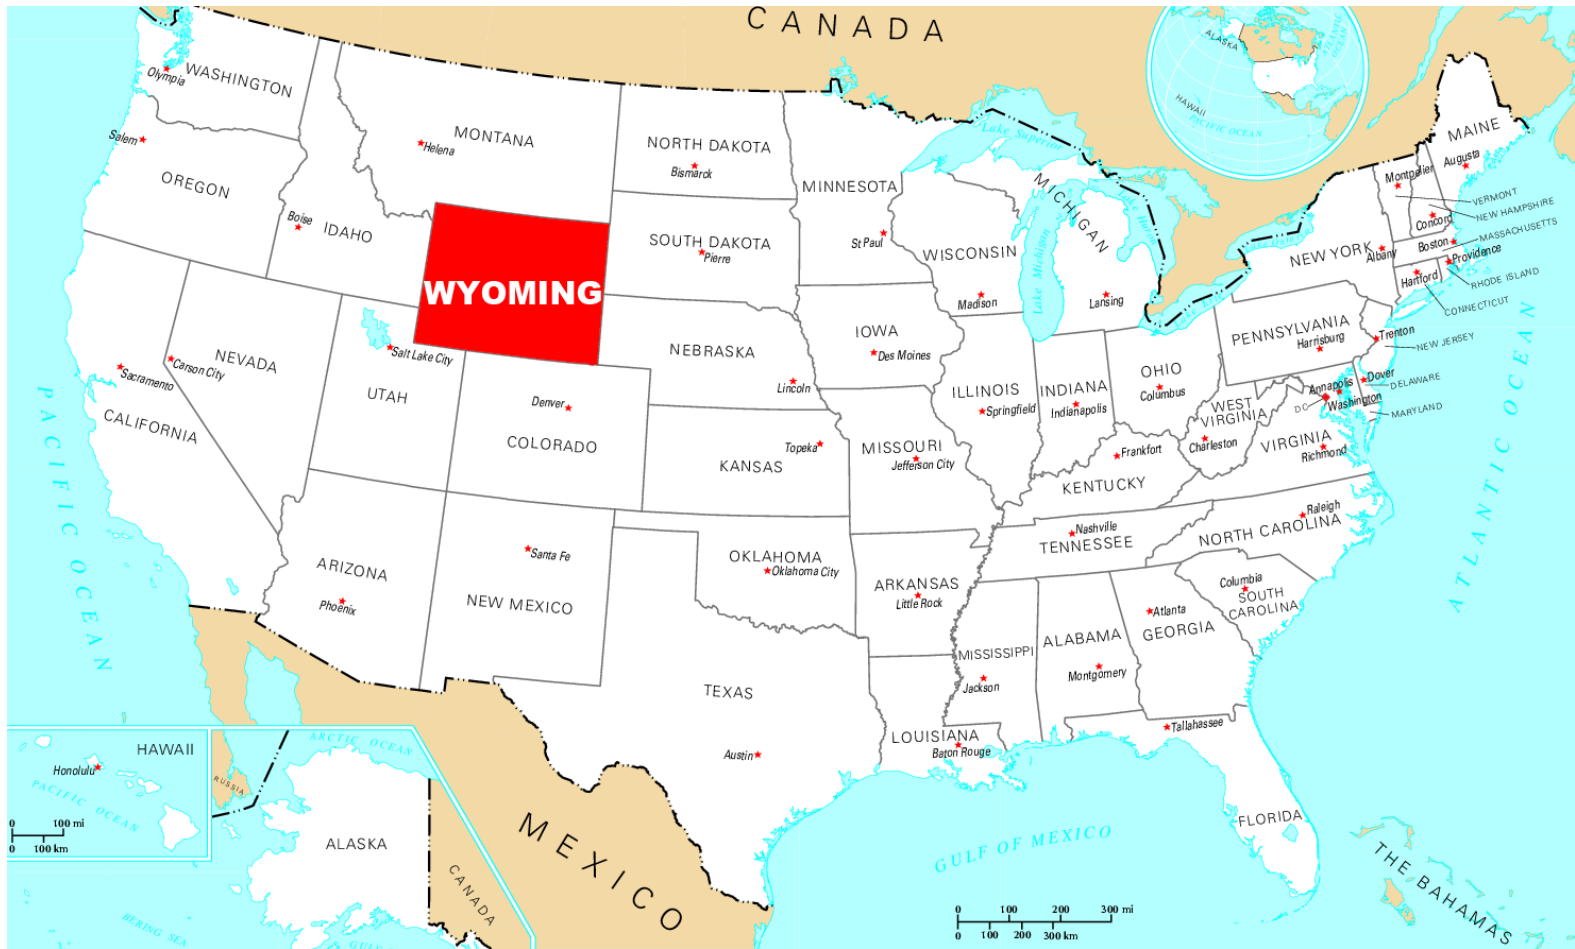 CANADA
ALASKA
ATLANTIC OCEAN
HAWAII
PACIFIC OCEAN
WASHINGTON
Olympia
MONTANA
Helena
NORTH DAKOTA
Bismarck
MINNESOTA
St Paul
Lake Superior
MICHIGAN
Lansing
Lake Michigan
MAINE
Augusta
Montpelier
VERMONT
NEW HAMPSHIRE
Concord
MASSACHUSETTS
Boston
Providence
RHODE ISLAND
Hartford
CONNECTICUT
NEW YORK
Albany
Salem
OREGON
Boise
IDAHO
WYOMING
SOUTH DAKOTA
Pierre
WISCONSIN
Madison
IOWA
Des Moines
NEBRASKA
Lincoln
PENNSYLVANIA
Harrisburg
Trenton
NEW JERSEY
Dover
DELAWARE
Annapolis
Washington
DC
MARYLAND
NEVADA
Carson City
Sacramento
CALIFORNIA
Salt Lake City
UTAH
Denver
COLORADO
Topeka
KANSAS
MISSOURI
Jefferson City
ILLINOIS
Springfield
INDIANA
Indianapolis
OHIO
Columbus
WEST
VIRGINIA
Charleston
VIRGINIA
Richmond
Frankfort
KENTUCKY
Nashville
TENNESSEE
Raleigh
NORTH CAROLINA
Columbia
SOUTH
CAROLINA
ARIZONA
Phoenix
Santa Fe
NEW MEXICO
OKLAHOMA
Oklahoma City
ARKANSAS
Little Rock
TEXAS
Austin
MISSISSIPPI
Jackson
ALABAMA
Montgomery
Atlanta
GEORGIA
LOUISIANA
Baton Rouge
Tallahassee
FLORIDA
PACIFIC OCEAN
ATLANTIC OCEAN
GULF OF MEXICO
MEXICO
THE BAHAMAS
HAWAII
Honolulu
PACIFIC OCEAN
0 100 mi
0 100 km
RUSSIA
ARCTIC OCEAN
ALASKA
CANADA
BERING SEA
GULF
0 100 200 300 mi
0 100 200 300 km